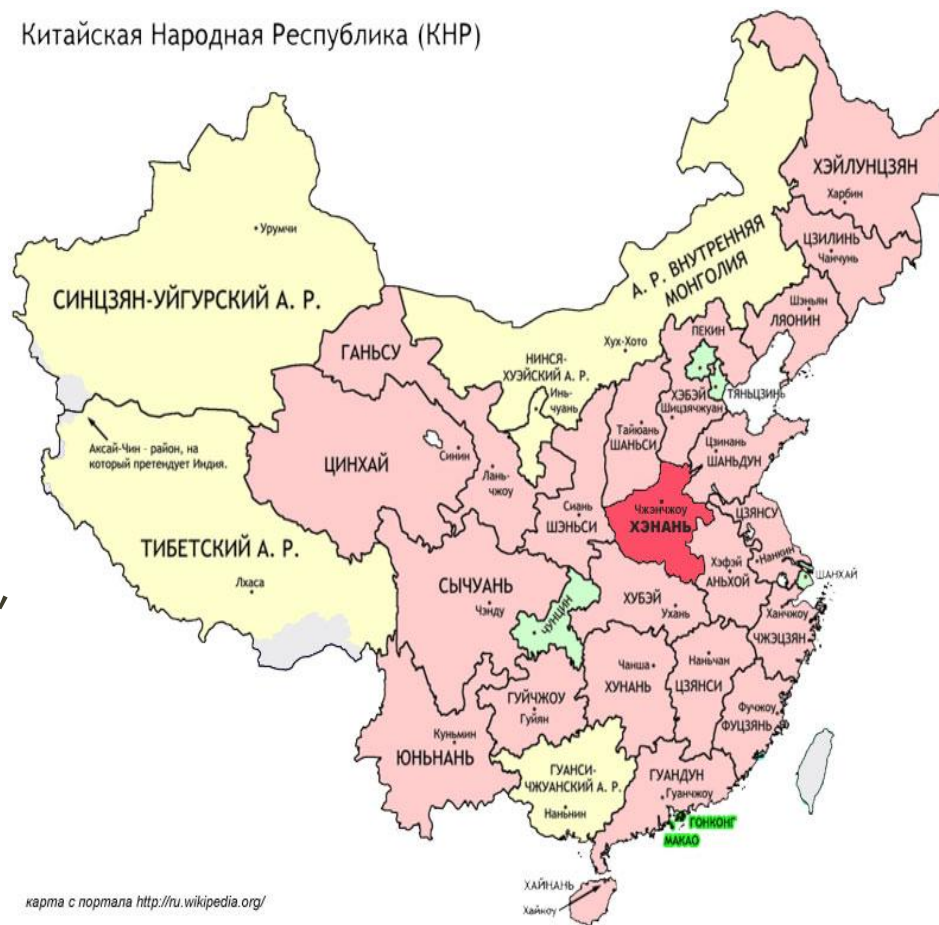 Китайская Народная Республика (КНР)
ХЭЙЛУНЦЗЯН
Харбин
Урумчи
ЦЗИЛИНЬ
Чанчунь
А. Р. ВНУТРЕННЯЯ
МОНГОЛИЯ
СИНЦЗЯН-УЙГУРСКИЙ А. Р.
Шэньян
ЛЯОНИН
ПЕКИН
ГАНЬСУ
Хух-Хото
НИНСЯ-
ХУЭЙСКИЙ А. Р.
Инь-
чуань
ХЭБЭЙ
ТЯНЬЦЗИНЬ
Шицзячжуан
Тайюань
ШАНЬСИ
Аксай-Чин - район, на
который претендует Индия.
Цзинань
ШАНЬДУН
ЦИНХАЙ
Синин
Лань-
чжоу
Чжэнчжоу
ХЭНАНЬ
Сиань
ШЭНЬСИ
ЦЗЯНСУ
ТИБЕТСКИЙ А. Р.
Лхаса
Нанкин
Хэфэй
АНЬХОЙ
ШАНХАЙ
СЫЧУАНЬ
Чэнду
ЧУНЦИН
ХУБЭЙ
Ухань
Ханчжоу
ЧЖЭЦЗЯН
Чанша
ХУНАНЬ
Наньчан
ЦЗЯНСИ
ГУЙЧЖОУ
Гуйян
Фучжоу
ФУЦЗЯНЬ
Куньмин
ЮНЬНАНЬ
ГУАНСИ-
ЧЖУАНСКИЙ А. Р.
Наньнин
ГУАНДУН
Гуанчжоу
ГОНКОНГ
МАКАО
ХАЙНАНЬ
Хайкоу
карта с портала http://ru.wikipedia.org/